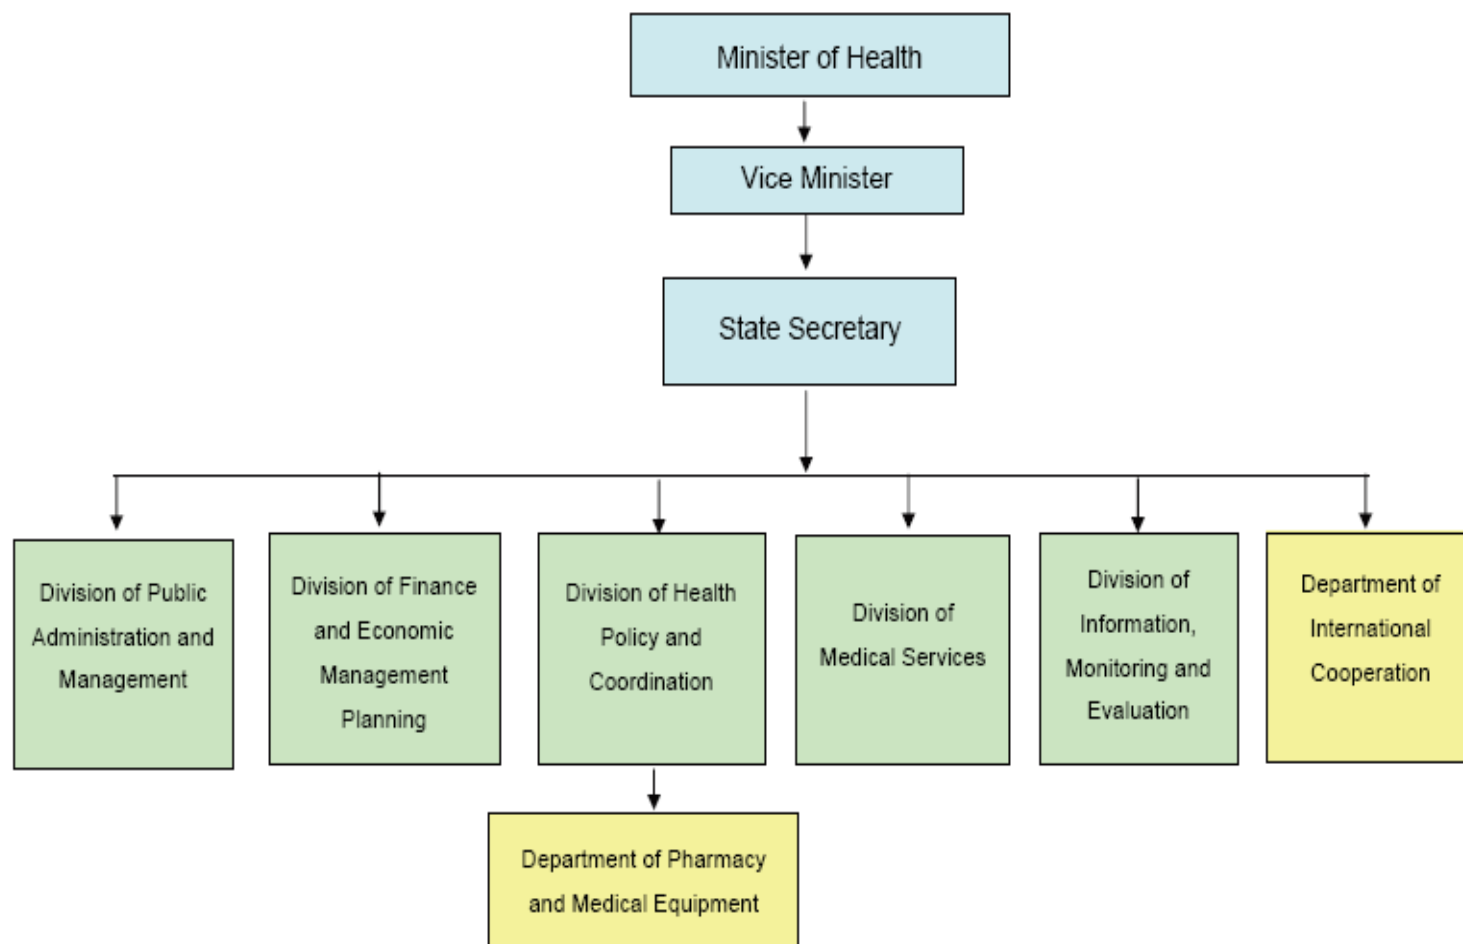 Minister of Health
Vice Minister
State Secretary
Division of Public
Administration and
Management
Division of Finance
and Economic
Management
Planning
Division of Health
Policy and
Coordination
Division of
Medical Services
Division of
Information,
Monitoring and
Evaluation
Department of
International
Cooperation
Department of Pharmacy
and Medical Equipment